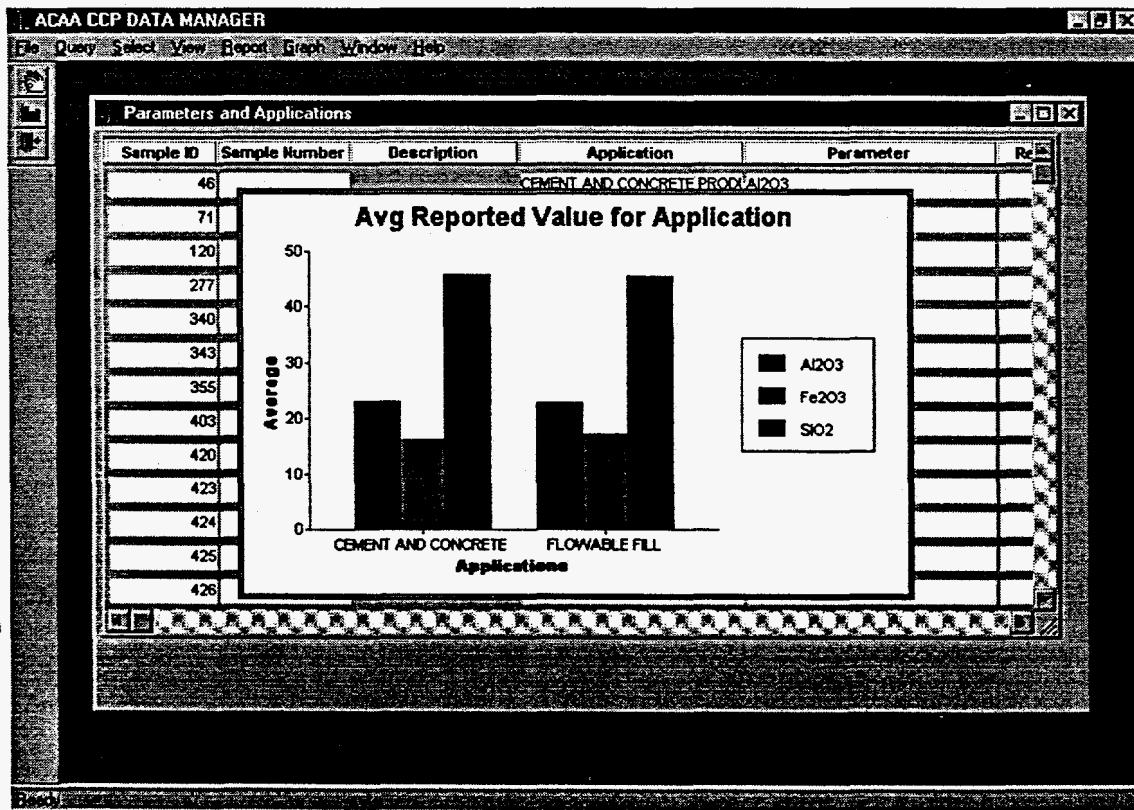 ACAA CCP DATA MANAGER
File Query Select View Report Graph Window Help
Parameters and Applications
Sample ID Sample Number Description Application Parameter
46 CEMENT AND CONCRETE PRODU Al2O3
71
120
277
340
343
355
403
420
423
424
425
426
Avg Reported Value for Application
50
40
30
20
10
0
Average
CEMENT AND CONCRETE FLOWABLE FILL
Applications
Al2O3
Fe2O3
SiO2
Ready